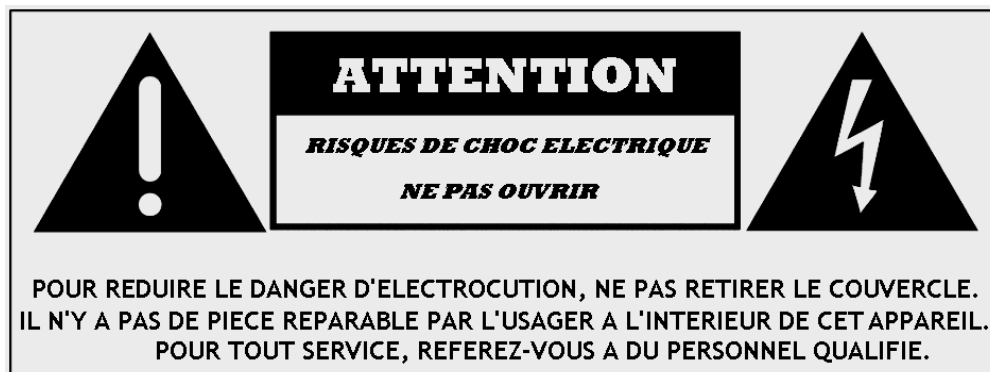 ATTENTION
RISQUES DE CHOC ELECTRIQUE
NE PAS OUVRIR
POUR REDUIRE LE DANGER D'ELECTROCUTION, NE PAS RETIRER LE COUVERCLE.
IL N'Y A PAS DE PIECE REPARABLE PAR L'USAGER A L'INTERIEUR DE CET APPAREIL.
POUR TOUT SERVICE, REFEREZ-VOUS A DU PERSONNEL QUALIFIE.